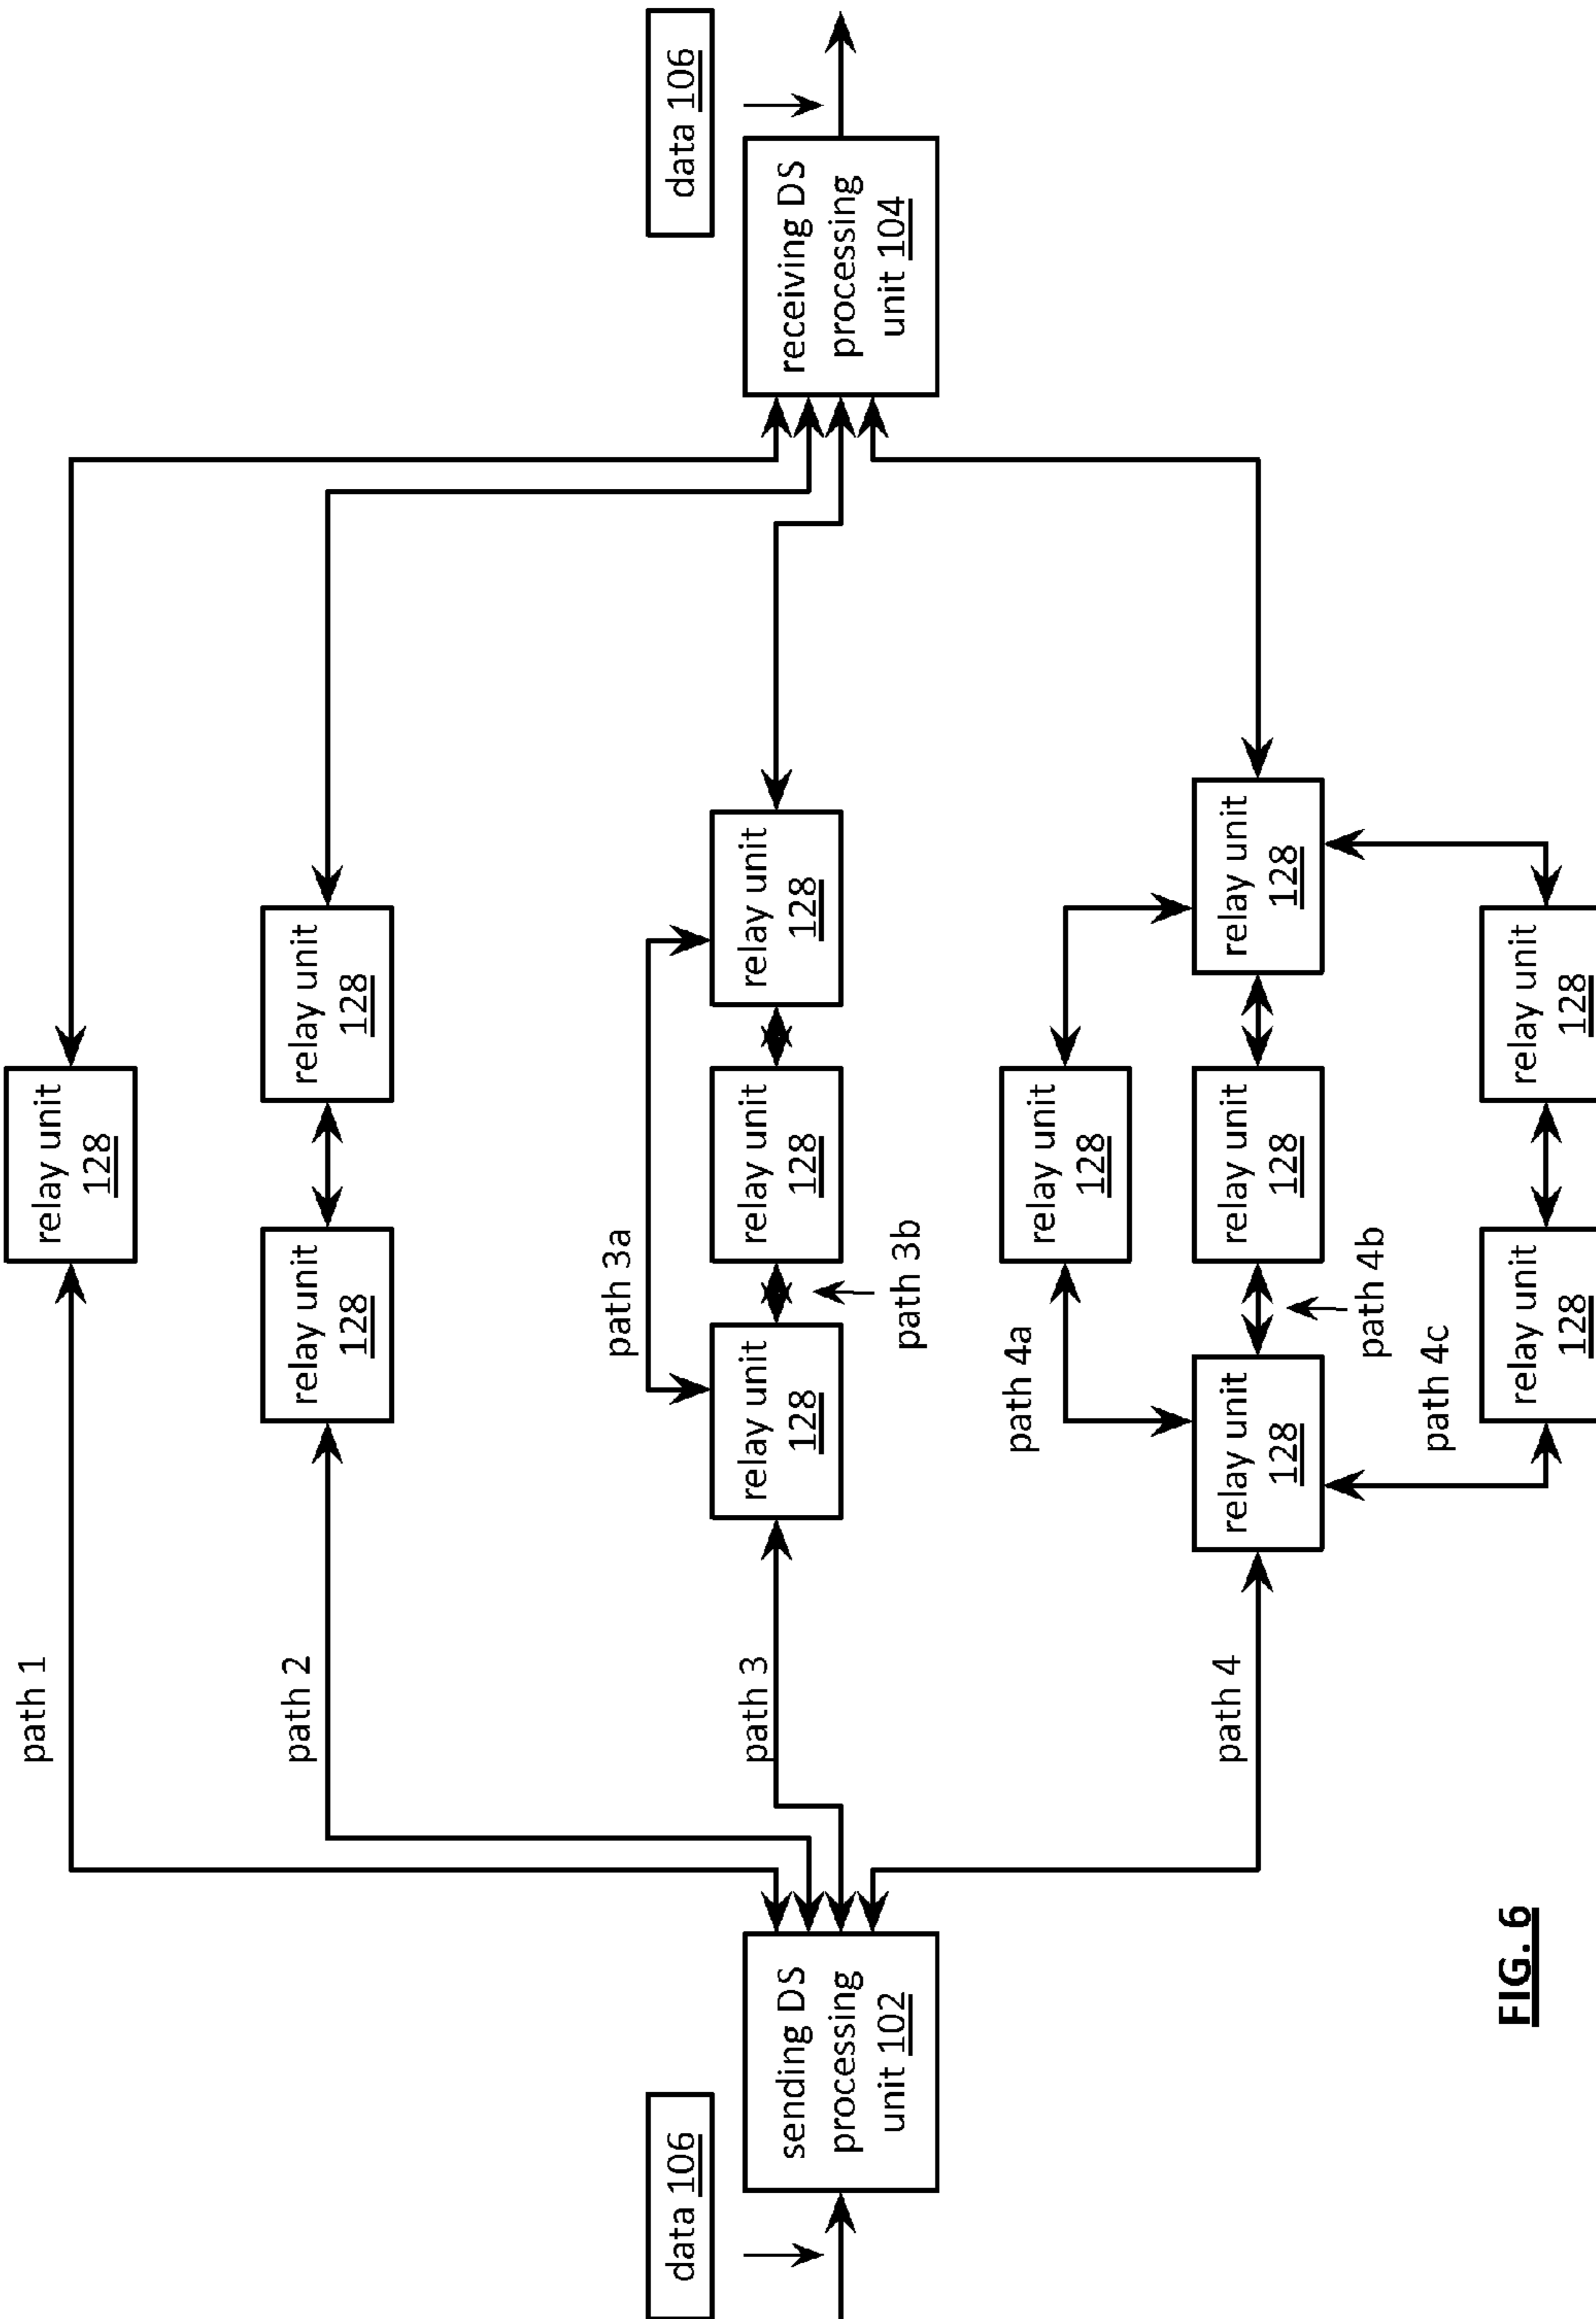 path 1
relay unit
128
path 2
relay unit
128
relay unit
128
data 106
sending DS
processing
unit 102
path 3
path 3a
relay unit
128
relay unit
128
relay unit
128
path 3b
data 106
receiving DS
processing
unit 104
path 4
path 4a
relay unit
128
relay unit
128
relay unit
128
relay unit
128
path 4b
path 4c
relay unit
128
relay unit
128
FIG. 6